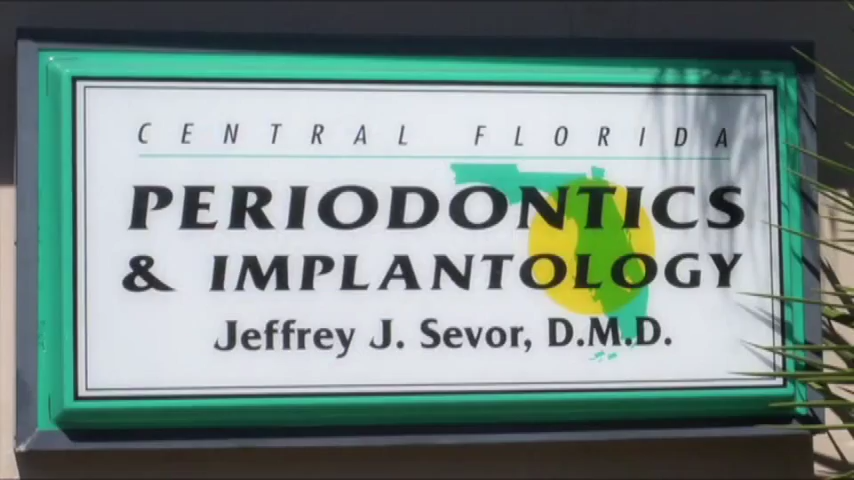 CENTRAL FLORIDA
PERIODONTICS
& IMPLANTOLOGY
Jeffrey J. Sevor, D.M.D.